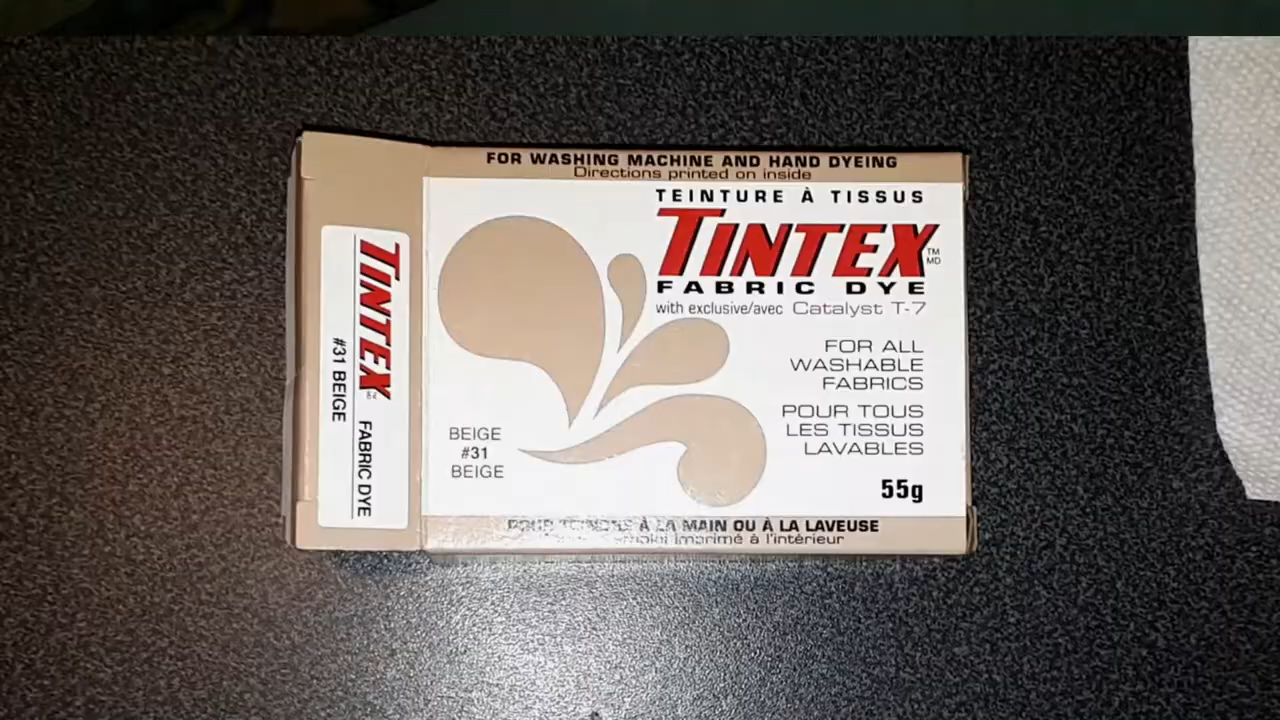 FOR WASHING MACHINE AND HAND DYEING
Directions printed on inside
TEINTURE À TISSUS
TINTEX
TM
MD
FABRIC DYE
with exclusive/avec Catalyst T-7
FOR ALL
WASHABLE
FABRICS
POUR TOUS
LES TISSUS
LAVABLES
BEIGE
#31
BEIGE
55g
À LA MAIN OU À LA LAVEUSE
imprimé à l'intérieur
TINTEX FABRIC DYE
#31 BEIGE